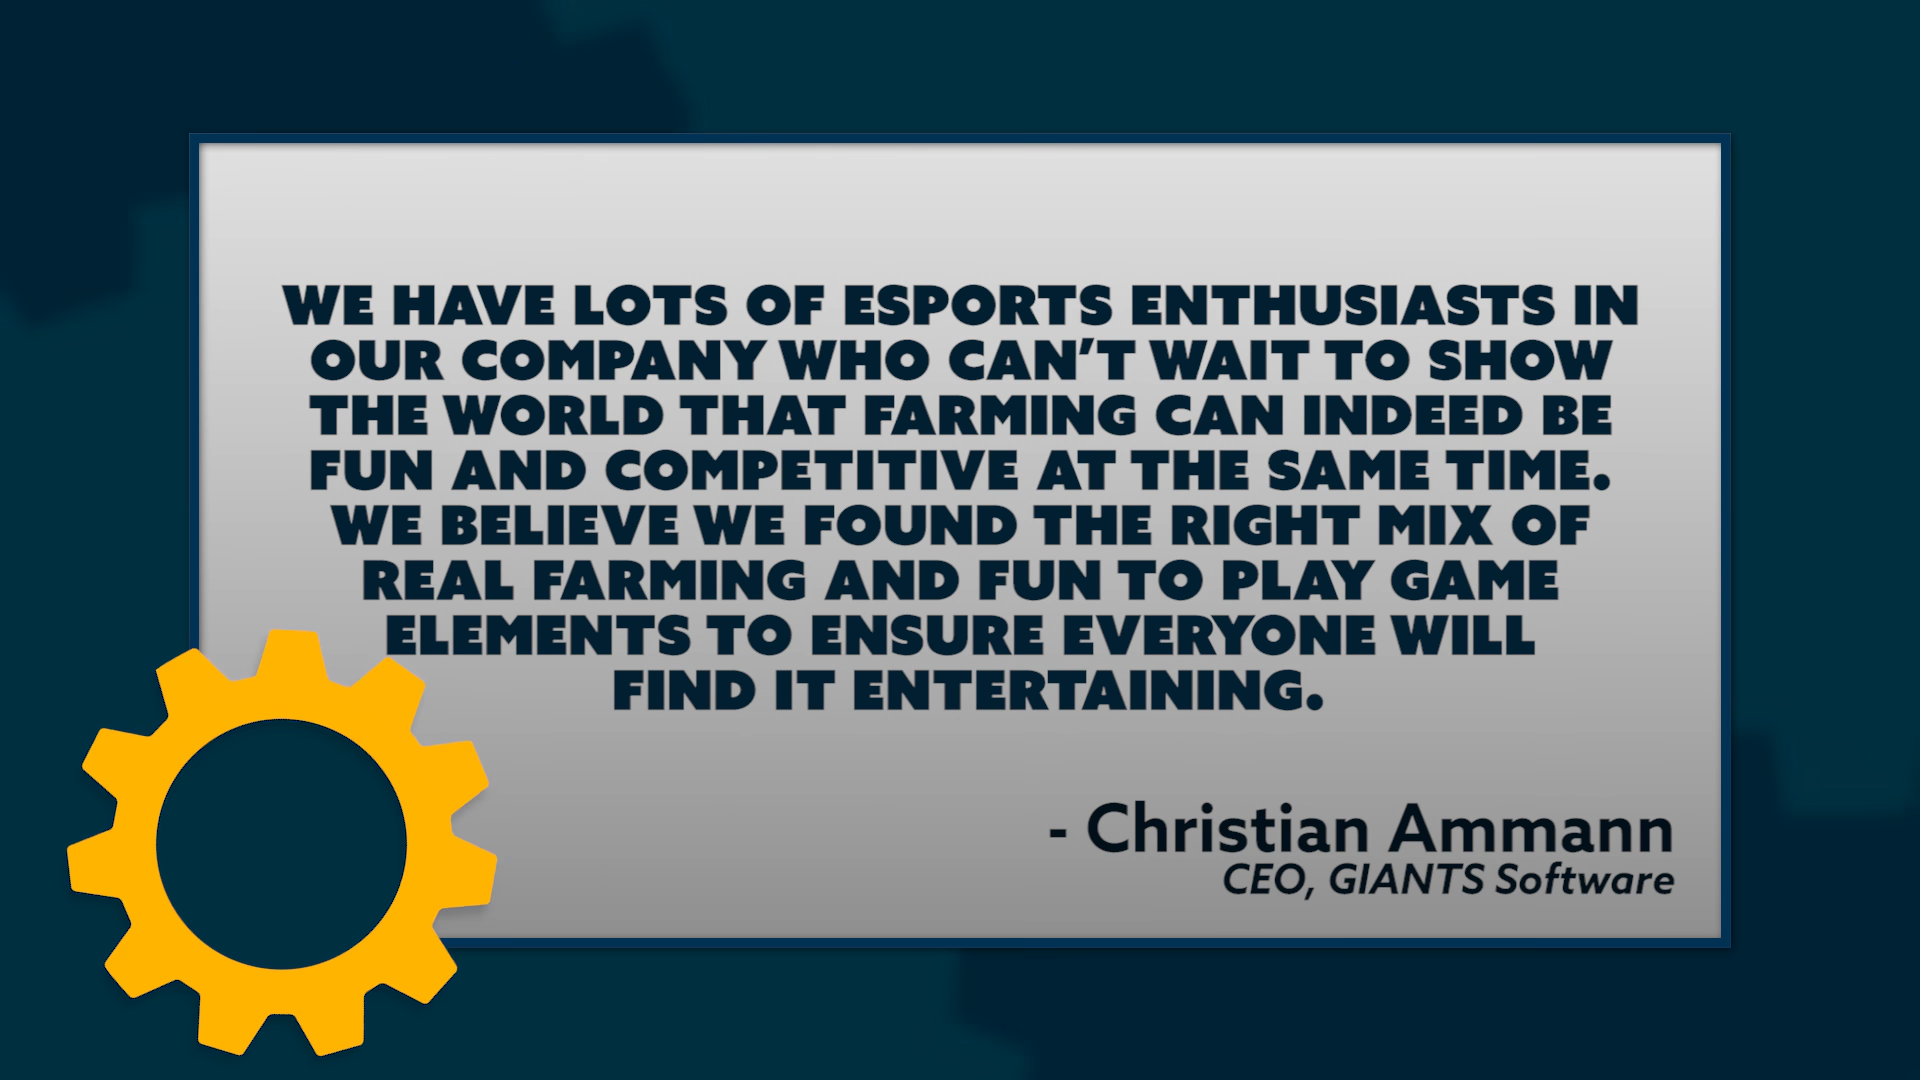 WE HAVE LOTS OF ESPORTS ENTHUSIASTS IN
OUR COMPANY WHO CAN'T WAIT TO SHOW
THE WORLD THAT FARMING CAN INDEED BE
FUN AND COMPETITIVE AT THE SAME TIME.
WE BELIEVE WE FOUND THE RIGHT MIX OF
REAL FARMING AND FUN TO PLAY GAME
ELEMENTS TO ENSURE EVERYONE WILL
FIND IT ENTERTAINING.
- Christian Ammann
CEO, GIANTS Software